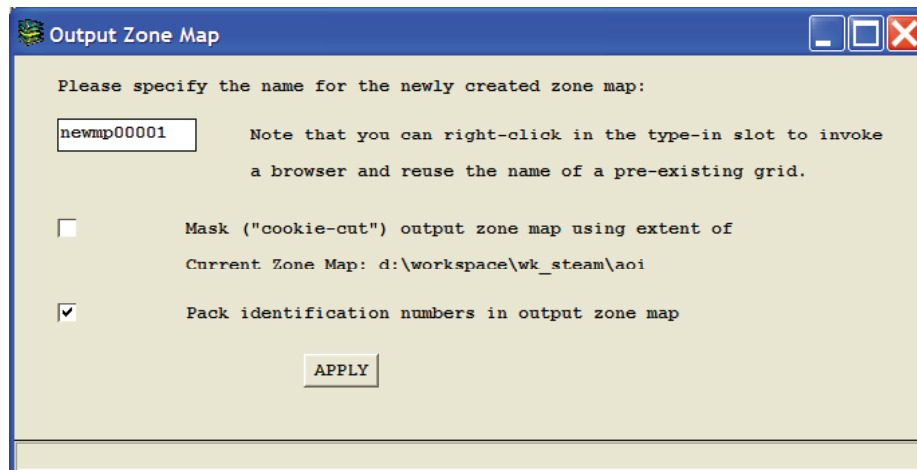 Output Zone Map
Please specify the name for the newly created zone map:
newmp00001
Note that you can right-click in the type-in slot to invoke
a browser and reuse the name of a pre-existing grid.
Mask ("cookie-cut") output zone map using extent of
Current Zone Map: d:\workspace\wk_steam\aoi
Pack identification numbers in output zone map
APPLY